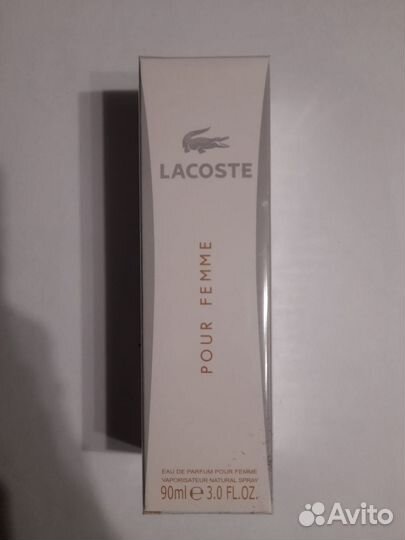 LACOSTE
POUR FEMME
EAU DE PARFUM POUR FEMME
VAPORISATEUR NATURAL SPRAY
90ml ℮ 3.0 FL.OZ.
Avito